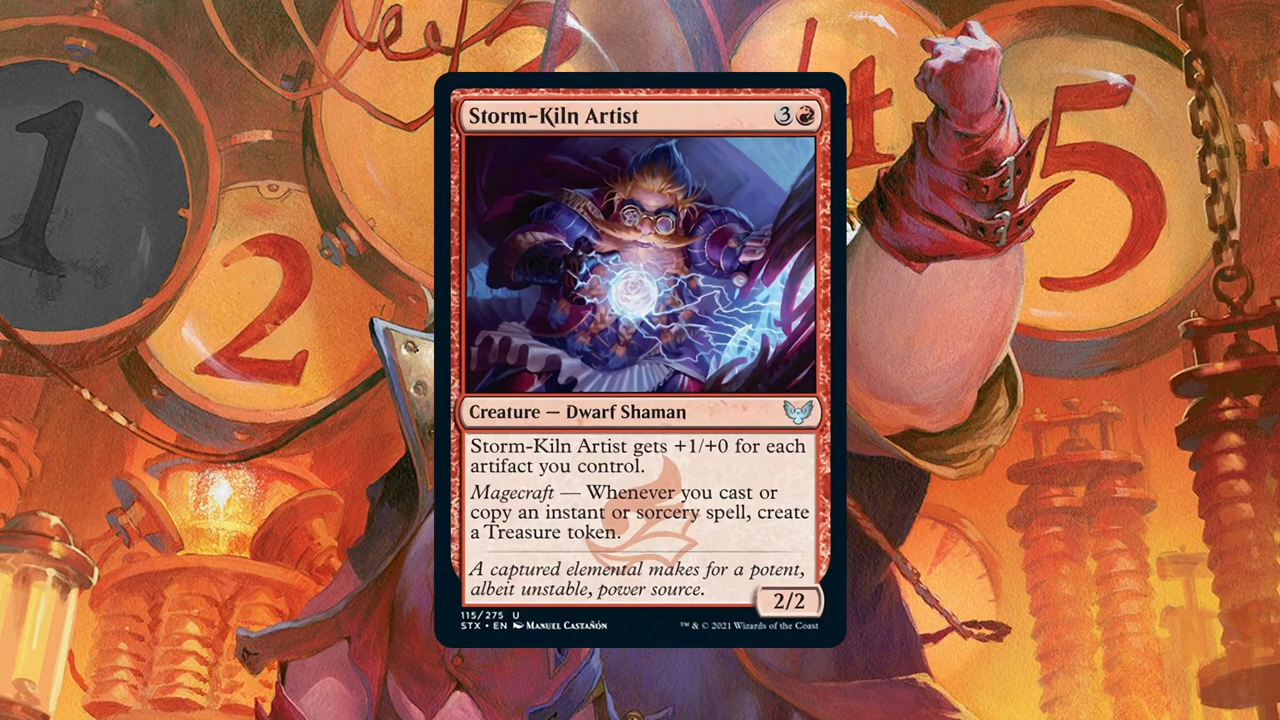 1
2
4
5
Storm-Kiln Artist 3
Creature — Dwarf Shaman
Storm-Kiln Artist gets +1/+0 for each
artifact you control.
Magecraft — Whenever you cast or
copy an instant or sorcery spell, create
a Treasure token.
A captured elemental makes for a potent,
albeit unstable, power source.
2/2
115/275 U
STX • EN Manuel Castañón
™ & © 2021 Wizards of the Coast